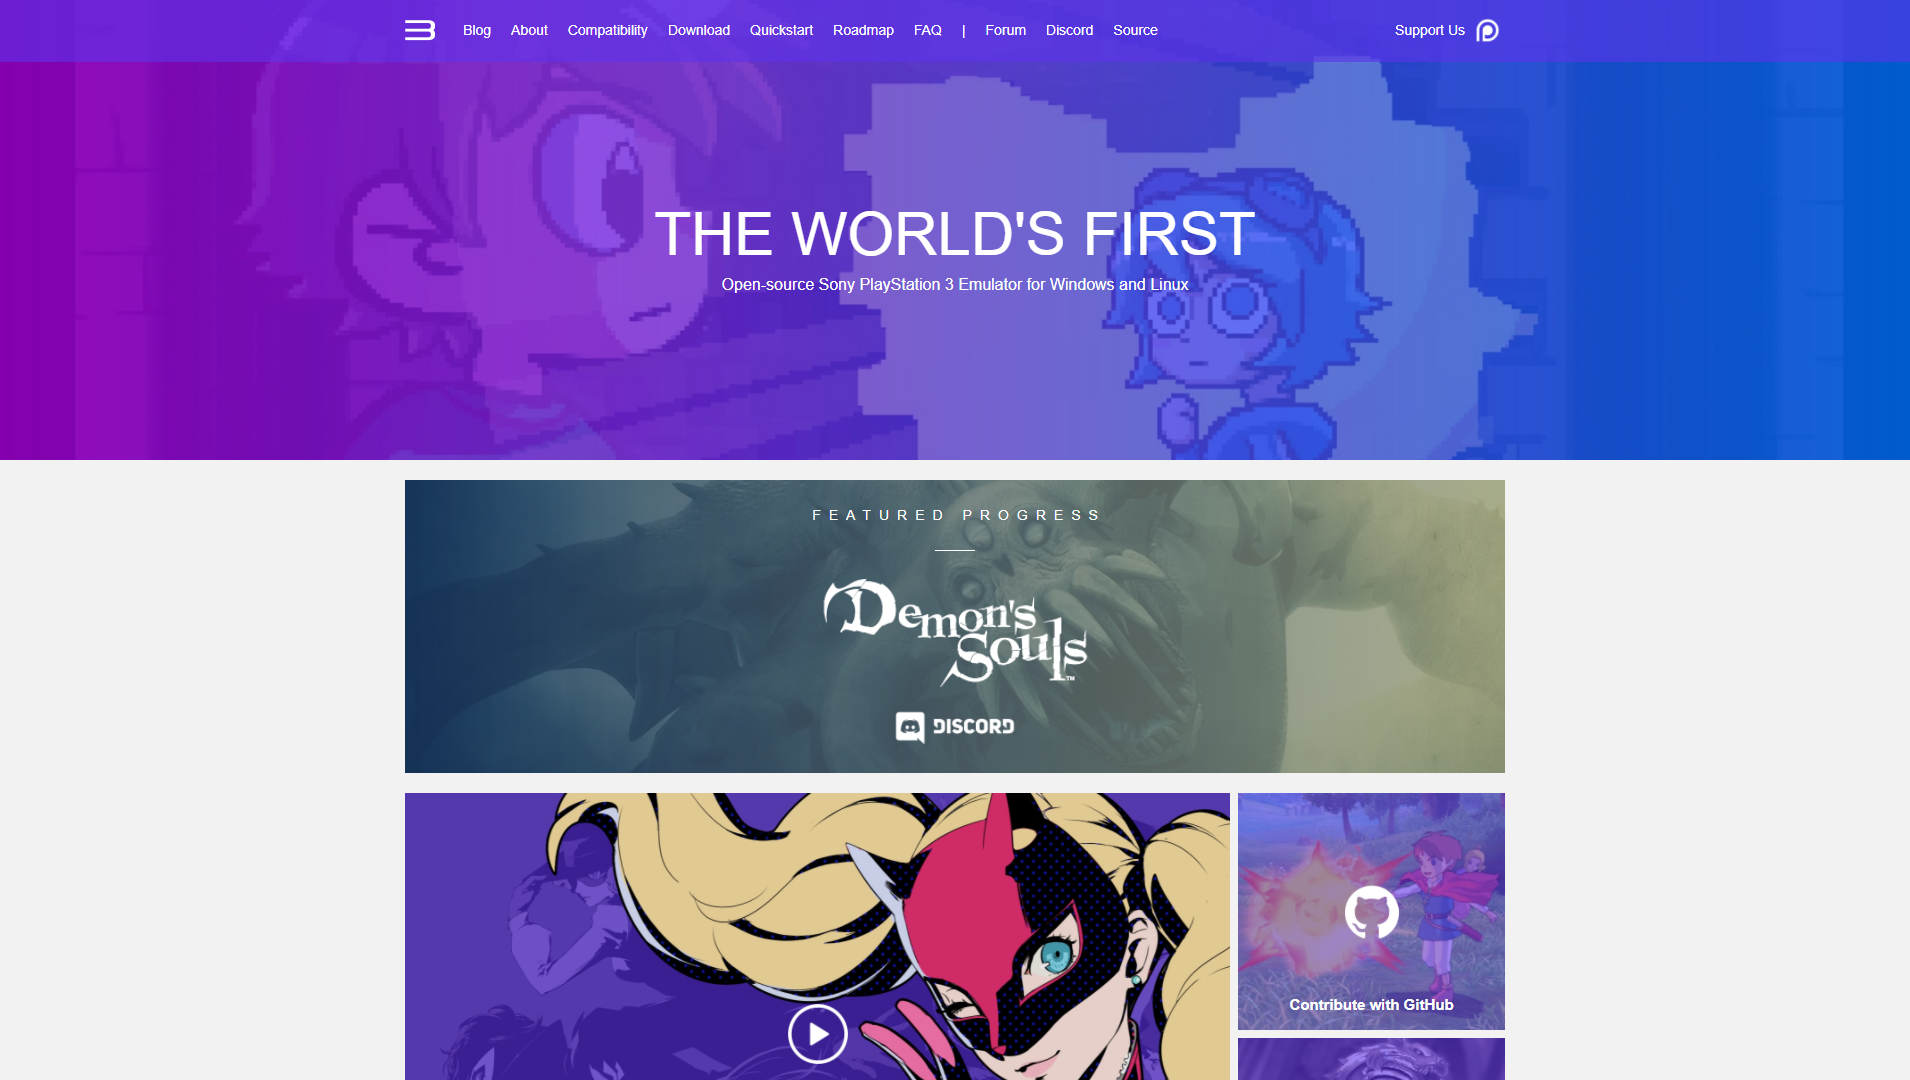 Blog About Compatibility Download Quickstart Roadmap FAQ | Forum Discord Source Support Us
THE WORLD'S FIRST
Open-source Sony PlayStation 3 Emulator for Windows and Linux
FEATURED PROGRESS
Demon's
Souls™
DISCORD
Contribute with GitHub